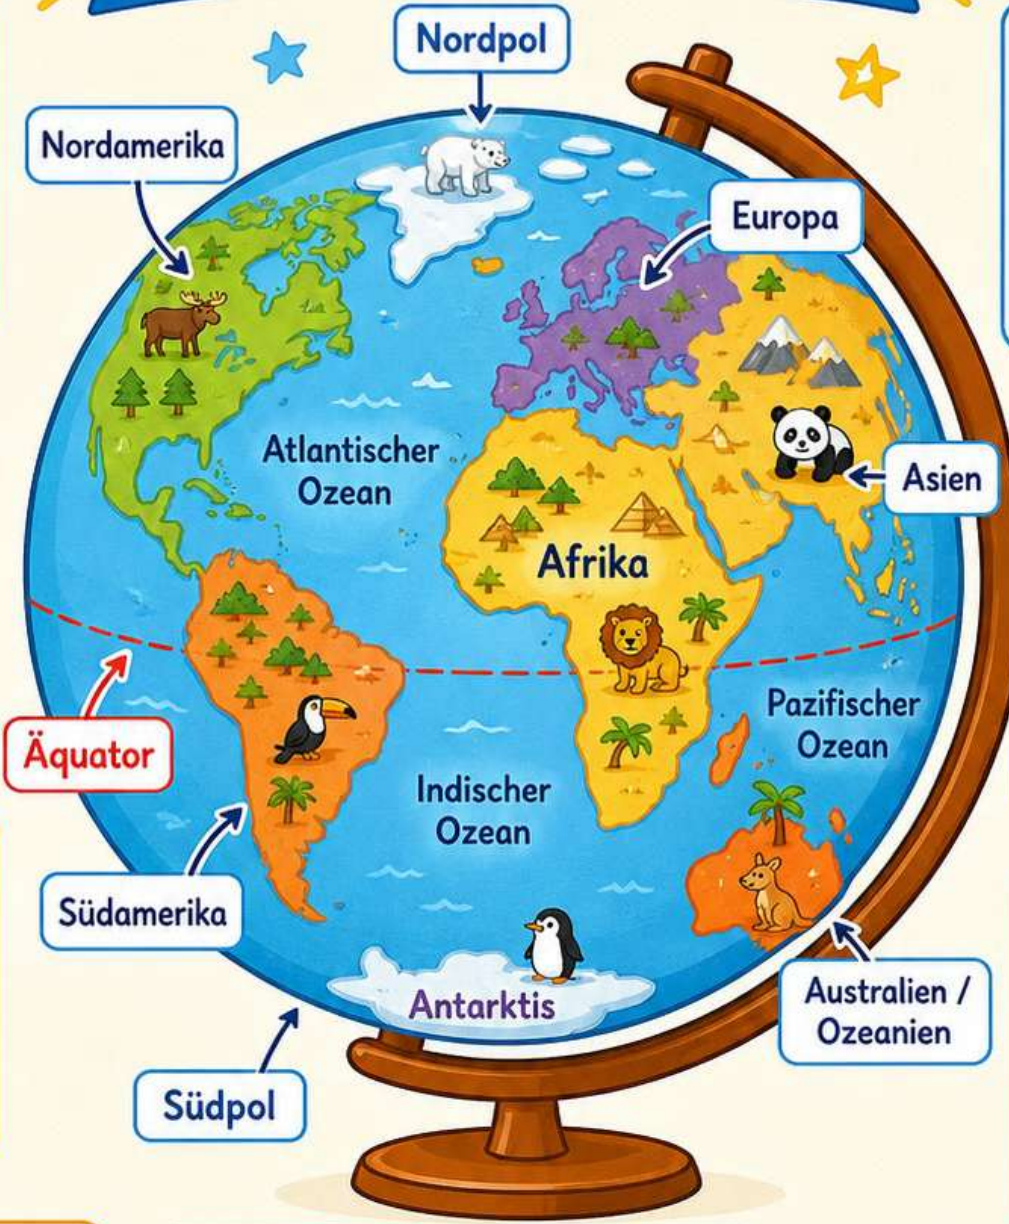 Nordpol
Nordamerika
Europa
Atlantischer
Ozean
Asien
Afrika
Pazifischer
Ozean
Äquator
Indischer
Ozean
Südamerika
Antarktis
Australien /
Ozeanien
Südpol